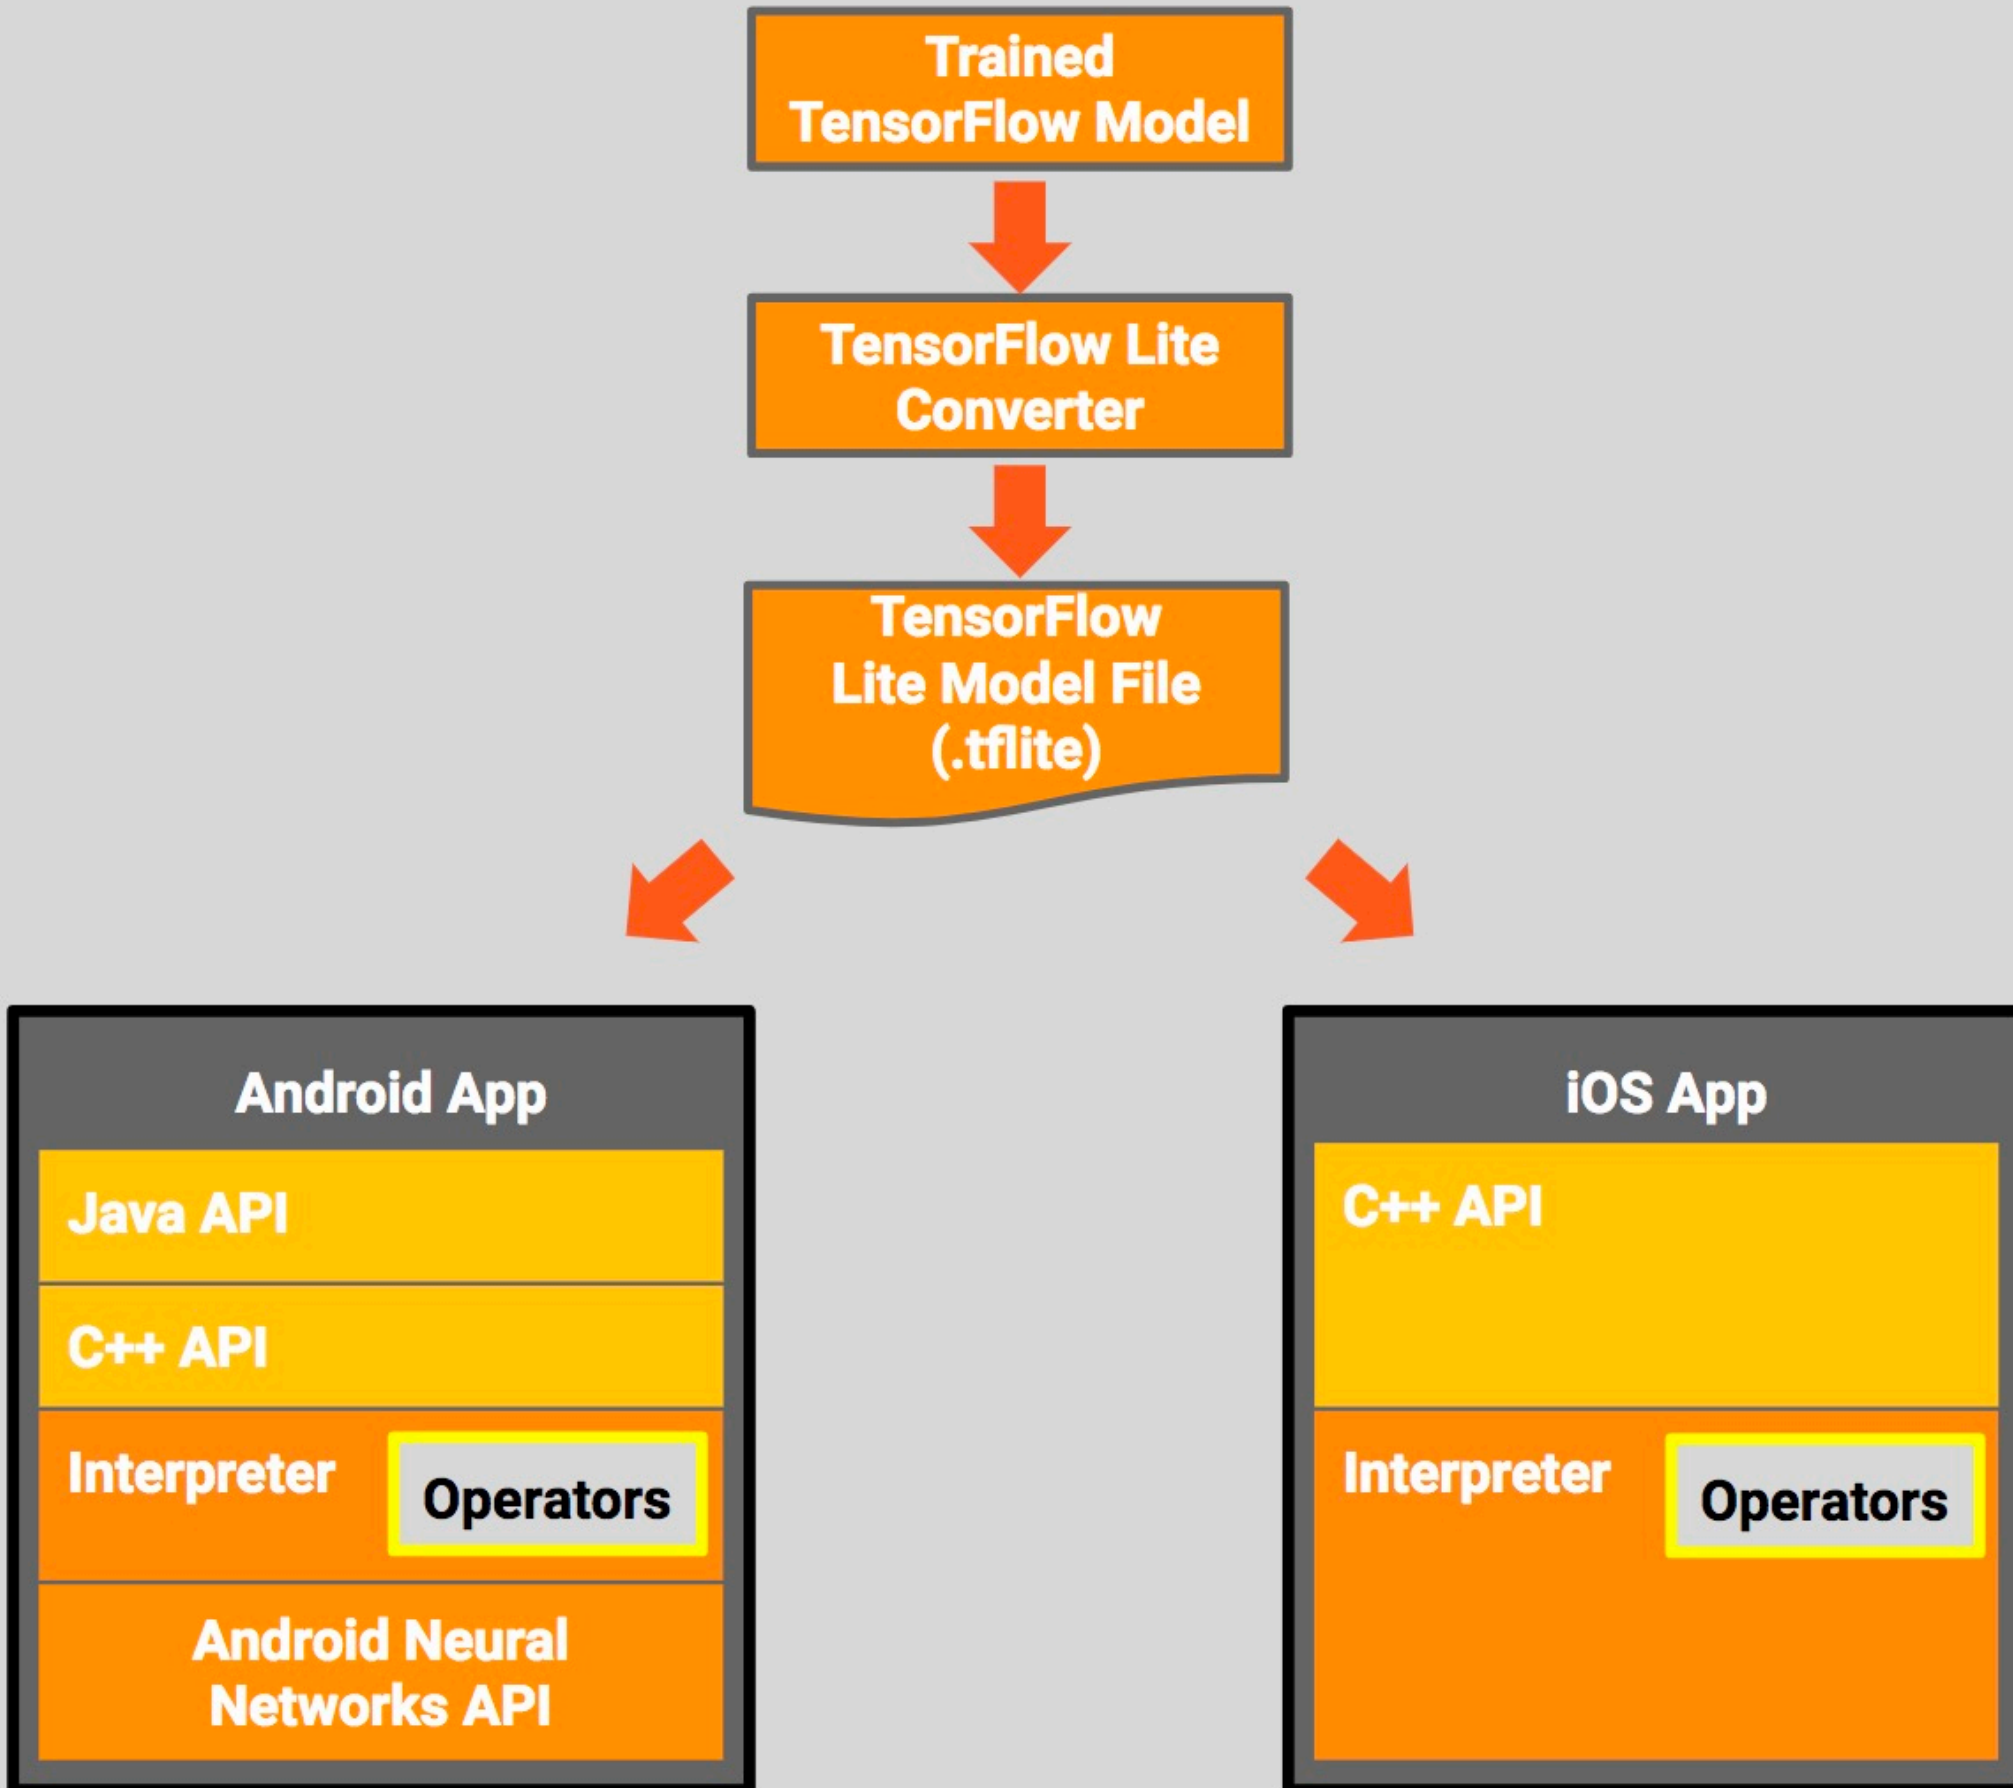 Trained
TensorFlow Model
TensorFlow Lite
Converter
TensorFlow
Lite Model File
(.tflite)
Android App
Java API
C++ API
Interpreter
Operators
Android Neural
Networks API
iOS App
C++ API
Interpreter
Operators